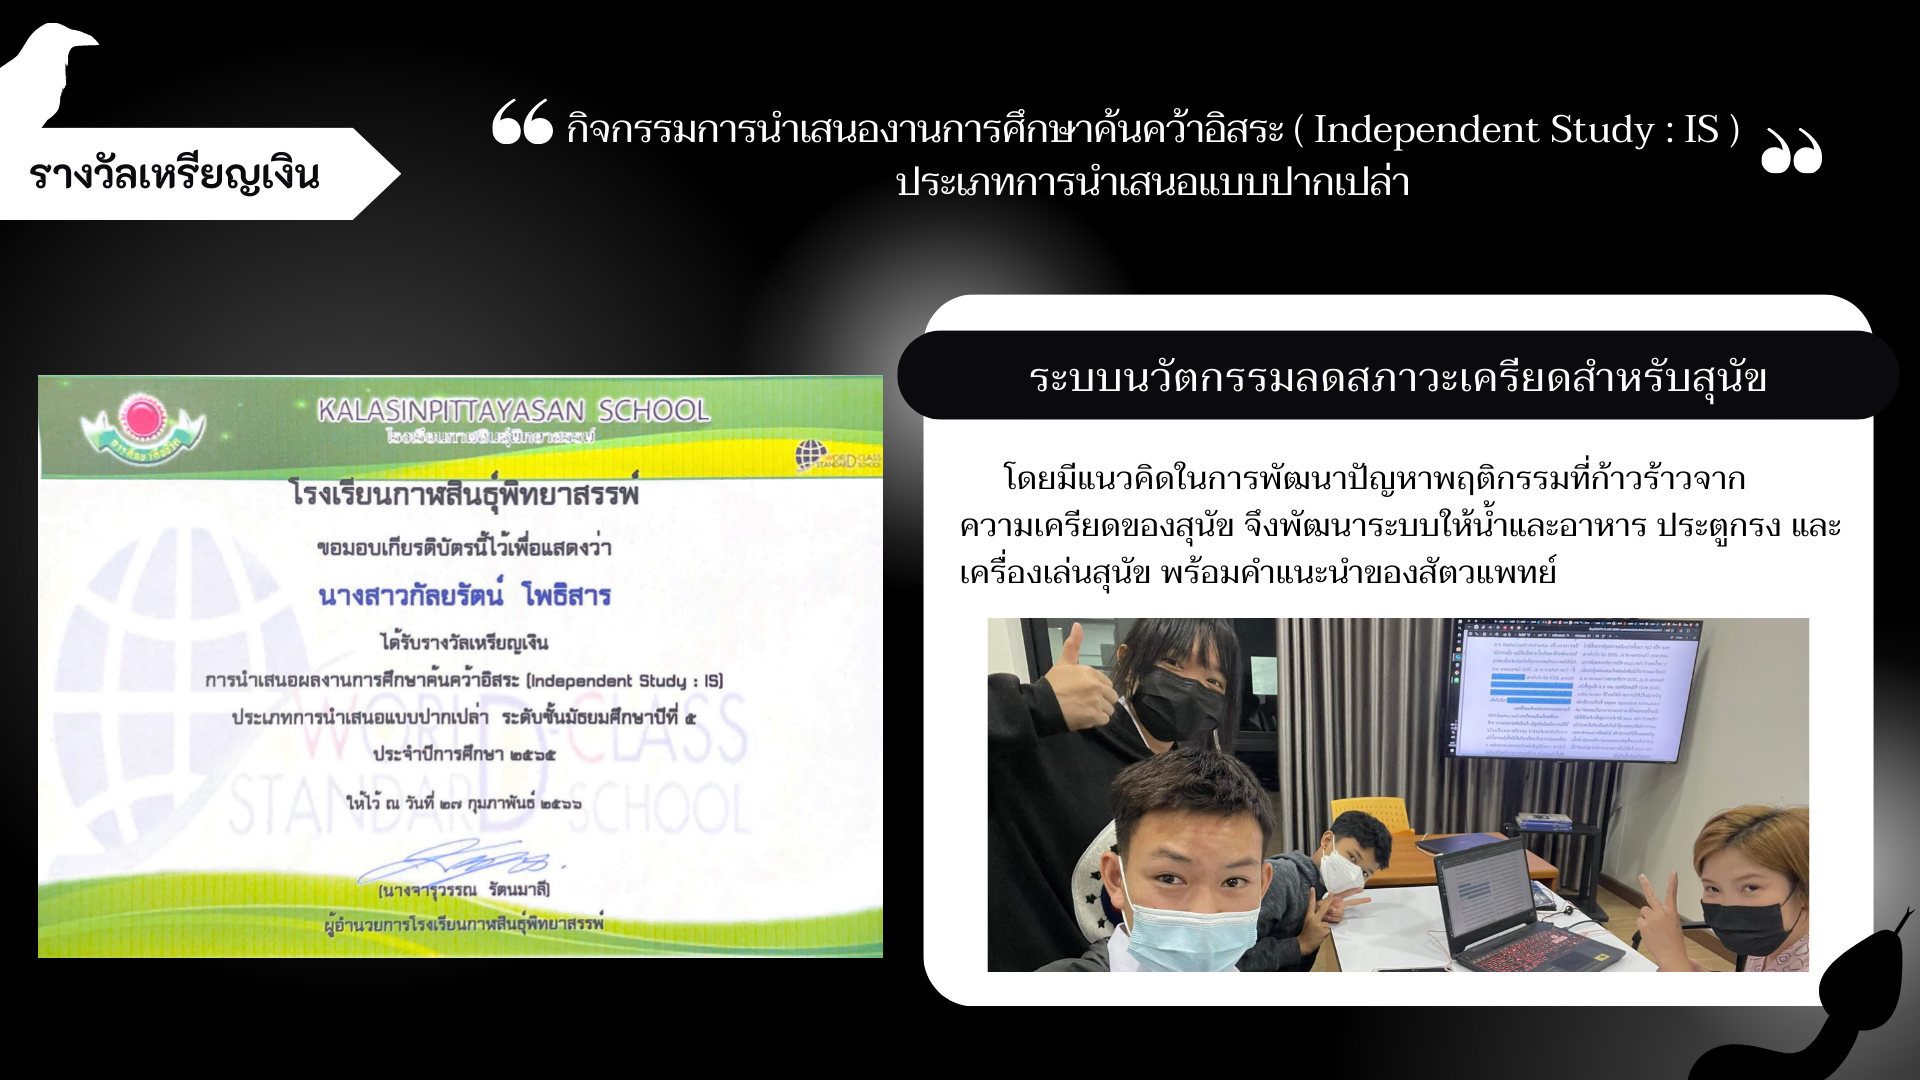 รางวัลเหรียญเงิน
กิจกรรมการนำเสนองานการศึกษาค้นคว้าอิสระ ( Independent Study : IS )
ประเภทการนำเสนอแบบปากเปล่า
KALASINPITTAYASAN SCHOOL
โรงเรียนกาฬสินธุ์พิทยาสรรพ์
การศึกษาคือชีวิต
WORLD CLASS
STANDARD SCHOOL
โรงเรียนกาฬสินธุ์พิทยาสรรพ์
ขอมอบเกียรติบัตรนี้ไว้เพื่อแสดงว่า
นางสาวกัลยรัตน์ โพธิสาร
ได้รับรางวัลเหรียญเงิน
การนำเสนอผลงานการศึกษาค้นคว้าอิสระ (Independent Study : IS)
ประเภทการนำเสนอแบบปากเปล่า ระดับชั้นมัธยมศึกษาปีที่ ๕
ประจำปีการศึกษา ๒๕๖๕
ให้ไว้ ณ วันที่ ๒๗ กุมภาพันธ์ ๒๕๖๖
WORLD-CLASS
STANDARD SCHOOL
(นางจารุวรรณ รัตนมาลี)
ผู้อำนวยการโรงเรียนกาฬสินธุ์พิทยาสรรพ์
ระบบนวัตกรรมลดสภาวะเครียดสำหรับสุนัข
โดยมีแนวคิดในการพัฒนาปัญหาพฤติกรรมที่ก้าวร้าวจาก
ความเครียดของสุนัข จึงพัฒนาระบบให้น้ำและอาหาร ประตูกรง และ
เครื่องเล่นสุนัข พร้อมคำแนะนำของสัตวแพทย์